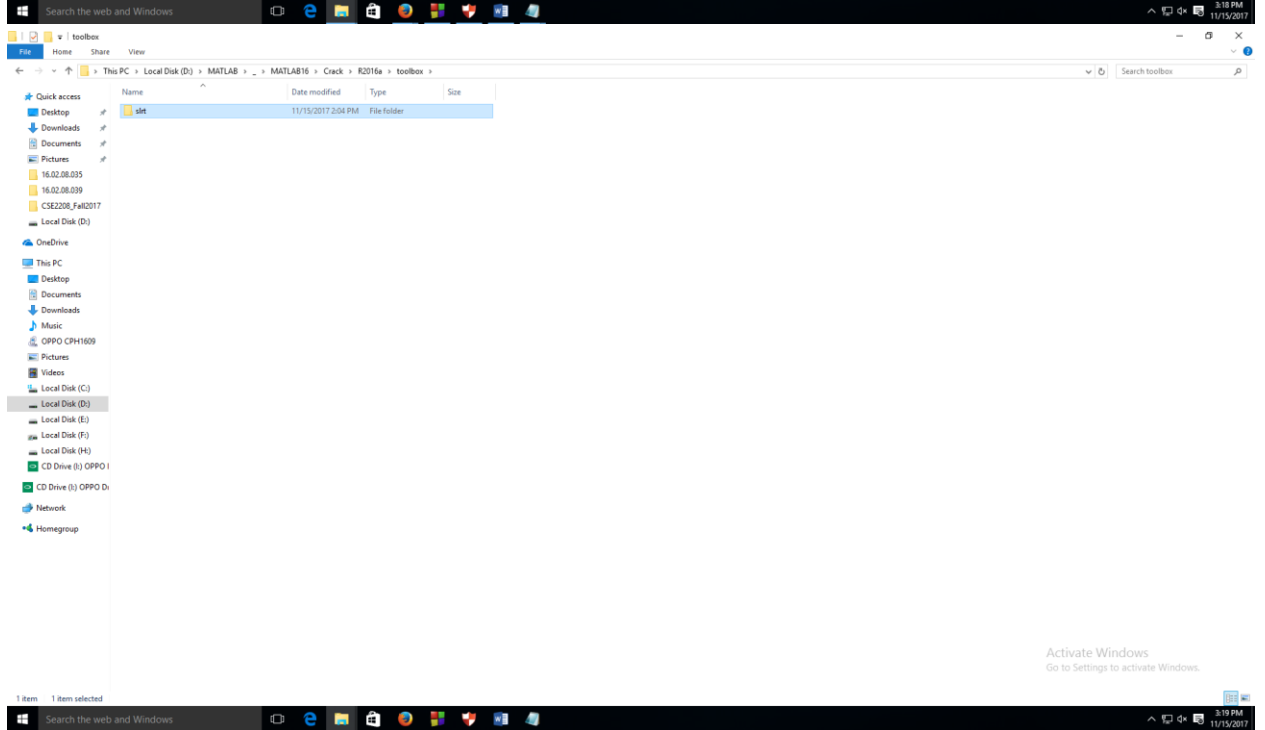 Search the web and Windows
3:18 PM
11/15/2017
toolbox
File Home Share View
This PC > Local Disk (D:) > MATLAB > _ > MATLAB16 > Crack > R2016a > toolbox >
Search toolbox
Name Date modified Type Size
slrt 11/15/2017 2:04 PM File folder
Quick access
Desktop
Downloads
Documents
Pictures
16.02.08.035
16.02.08.039
CSE2208_Fall2017
Local Disk (D:)
OneDrive
This PC
Desktop
Documents
Downloads
Music
OPPO CPH1609
Pictures
Videos
Local Disk (C:)
Local Disk (D:)
Local Disk (E:)
Local Disk (F:)
Local Disk (H:)
CD Drive (I:) OPPO
CD Drive (I:) OPPO Dr
Network
Homegroup
Activate Windows
Go to Settings to activate Windows.
1 item 1 item selected
Search the web and Windows
3:19 PM
11/15/2017